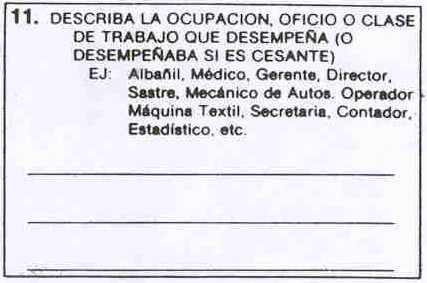 11. DESCRIBA LA OCUPACION, OFICIO O CLASE
DE TRABAJO QUE DESEMPEÑA (O
DESEMPEÑABA SI ES CESANTE)
EJ: Albañil, Médico, Gerente, Director,
Sastre, Mecánico de Autos. Operador
Máquina Textil, Secretaria, Contador,
Estadístico, etc.